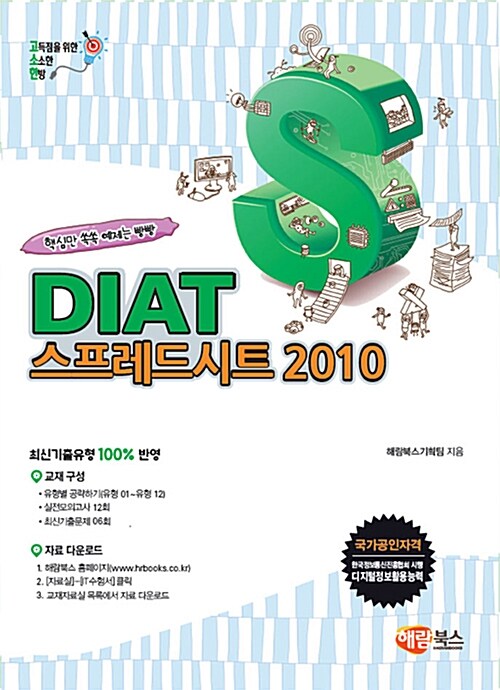 고득점을 위한
소소한
한방
핵심만 쏙쏙 예제는 빵빵
DIAT
스프레드시트 2010
최신기출유형 100% 반영
교재 구성
• 유형별 공략하기(유형 01~유형 12)
• 실전모의고사 12회
• 최신기출문제 06회
자료 다운로드
1. 해람북스 홈페이지(www.hrbooks.co.kr)
2. [자료실]-[IT수험서] 클릭
3. 교재자료실 목록에서 자료 다운로드
해람북스기획팀 지음
국가공인자격
한국정보통신진흥협회 시행
디지털정보활용능력
해람북스